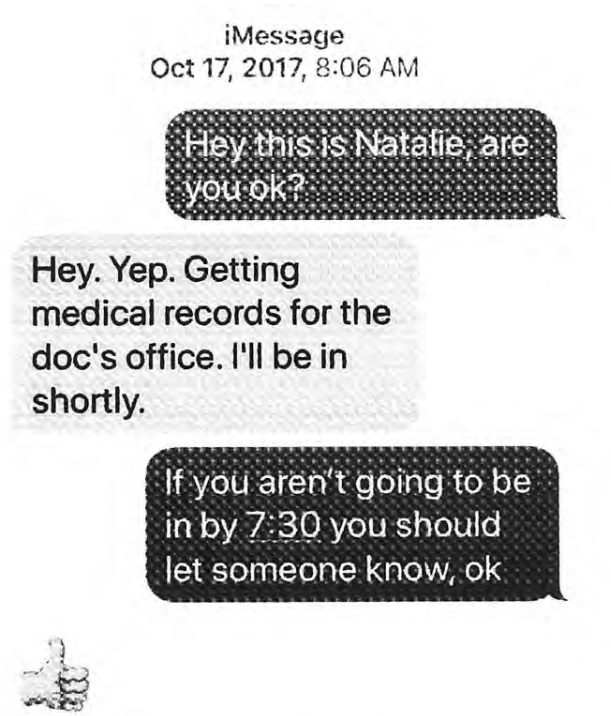 iMessage
Oct 17, 2017, 8:06 AM
Hey this is Natalie, are
you ok?
Hey. Yep. Getting
medical records for the
doc's office. I'll be in
shortly.
If you aren't going to be
in by 7:30 you should
let someone know, ok